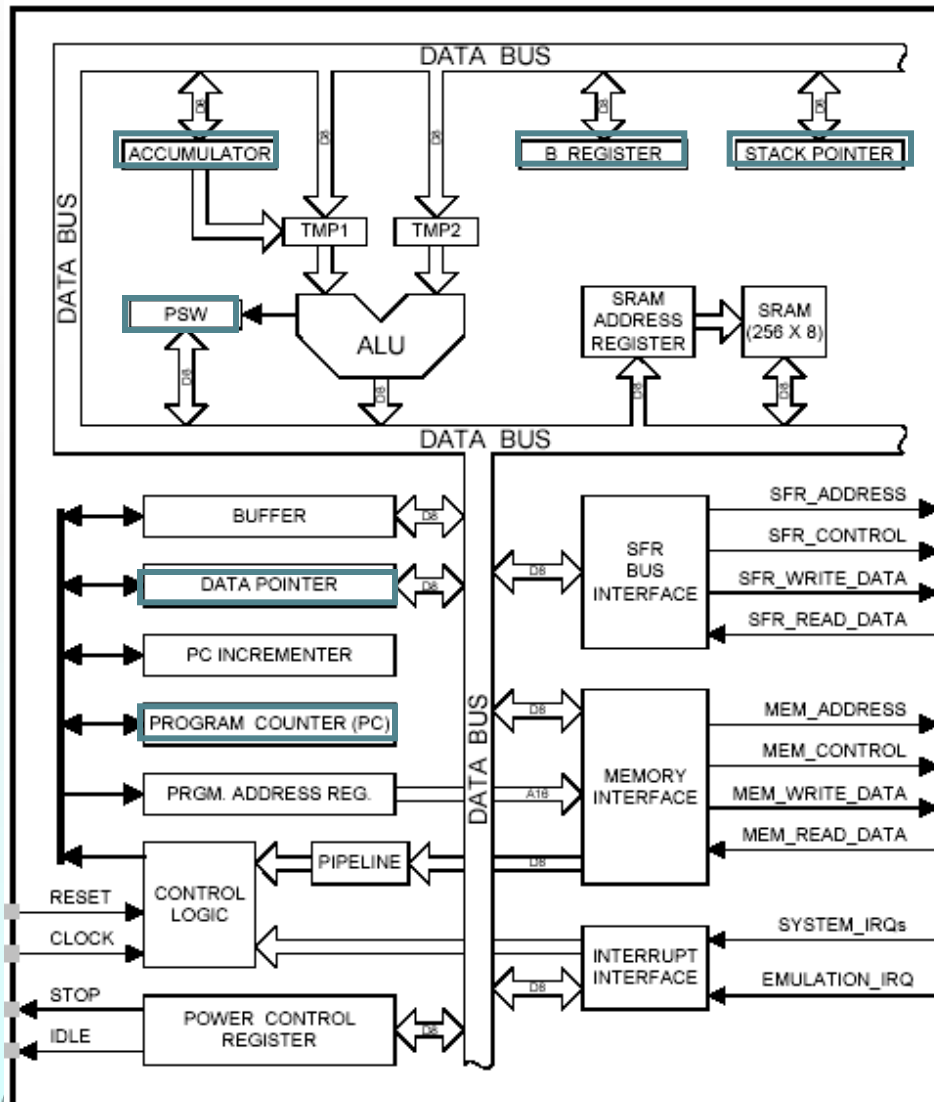 DATA BUS
D8
D8
D8
D8
D8
ACCUMULATOR
B REGISTER
STACK POINTER
DATA BUS
TMP1
TMP2
PSW
ALU
SRAM
ADDRESS
REGISTER
SRAM
(256 X 8)
D8
D8
D8
D8
DATA BUS
BUFFER
D8
DATA POINTER
D8
PC INCREMENTER
PROGRAM COUNTER (PC)
PRGM. ADDRESS REG.
A16
DATA BUS
SFR
BUS
INTERFACE
D8
SFR_ADDRESS
SFR_CONTROL
SFR_WRITE_DATA
SFR_READ_DATA
D8
MEMORY
INTERFACE
MEM_ADDRESS
MEM_CONTROL
MEM_WRITE_DATA
MEM_READ_DATA
PIPELINE
D8
CONTROL
LOGIC
RESET
CLOCK
INTERRUPT
INTERFACE
D8
SYSTEM_IRQs
EMULATION_IRQ
STOP
IDLE
POWER CONTROL
REGISTER
D8